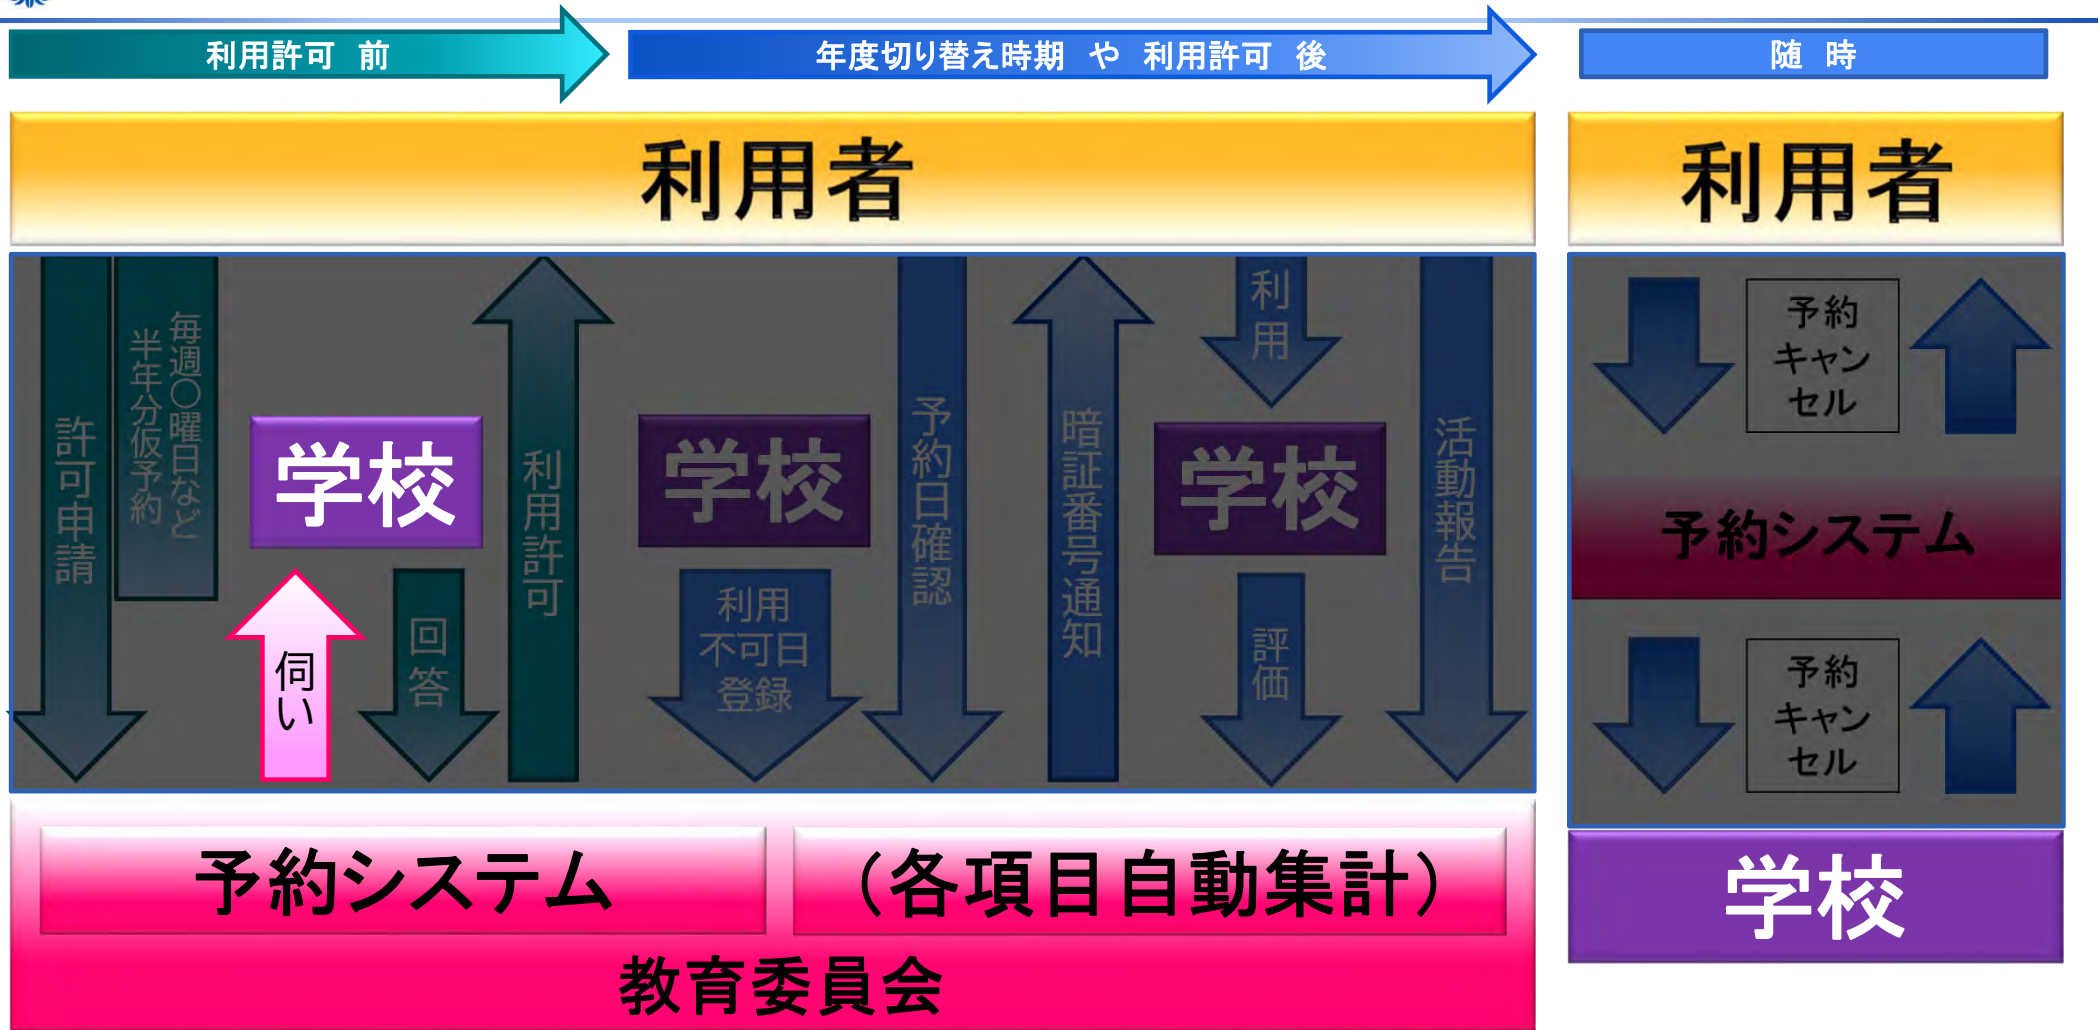 利用許可 前
年度切り替え時期 や 利用許可 後
随 時
利用者
利用者
許可申請
毎週〇曜日など
半年分仮予約
学校
伺い
回答
利用許可
学校
利用
不可日
登録
予約日確認
暗証番号通知
利用
学校
評価
活動報告
予約
キャン
セル
予約システム
予約
キャン
セル
学校
予約システム
（各項目自動集計）
教育委員会